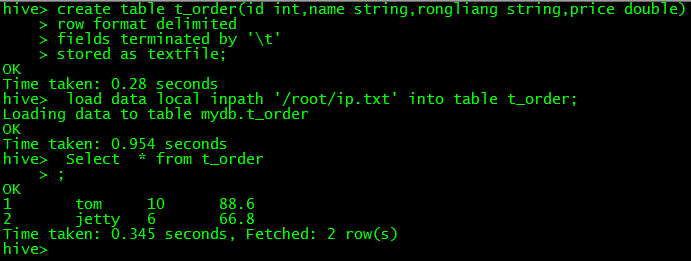 hive> create table t_order(id int,name string,rongliang string,price double)
    > row format delimited
    > fields terminated by '\t'
    > stored as textfile;
OK
Time taken: 0.28 seconds
hive>  load data local inpath '/root/ip.txt' into table t_order;
Loading data to table mydb.t_order
OK
Time taken: 0.954 seconds
hive>  Select  * from t_order
    > ;
OK
1       tom     10      88.6
2       jetty   6       66.8
Time taken: 0.345 seconds, Fetched: 2 row(s)
hive>